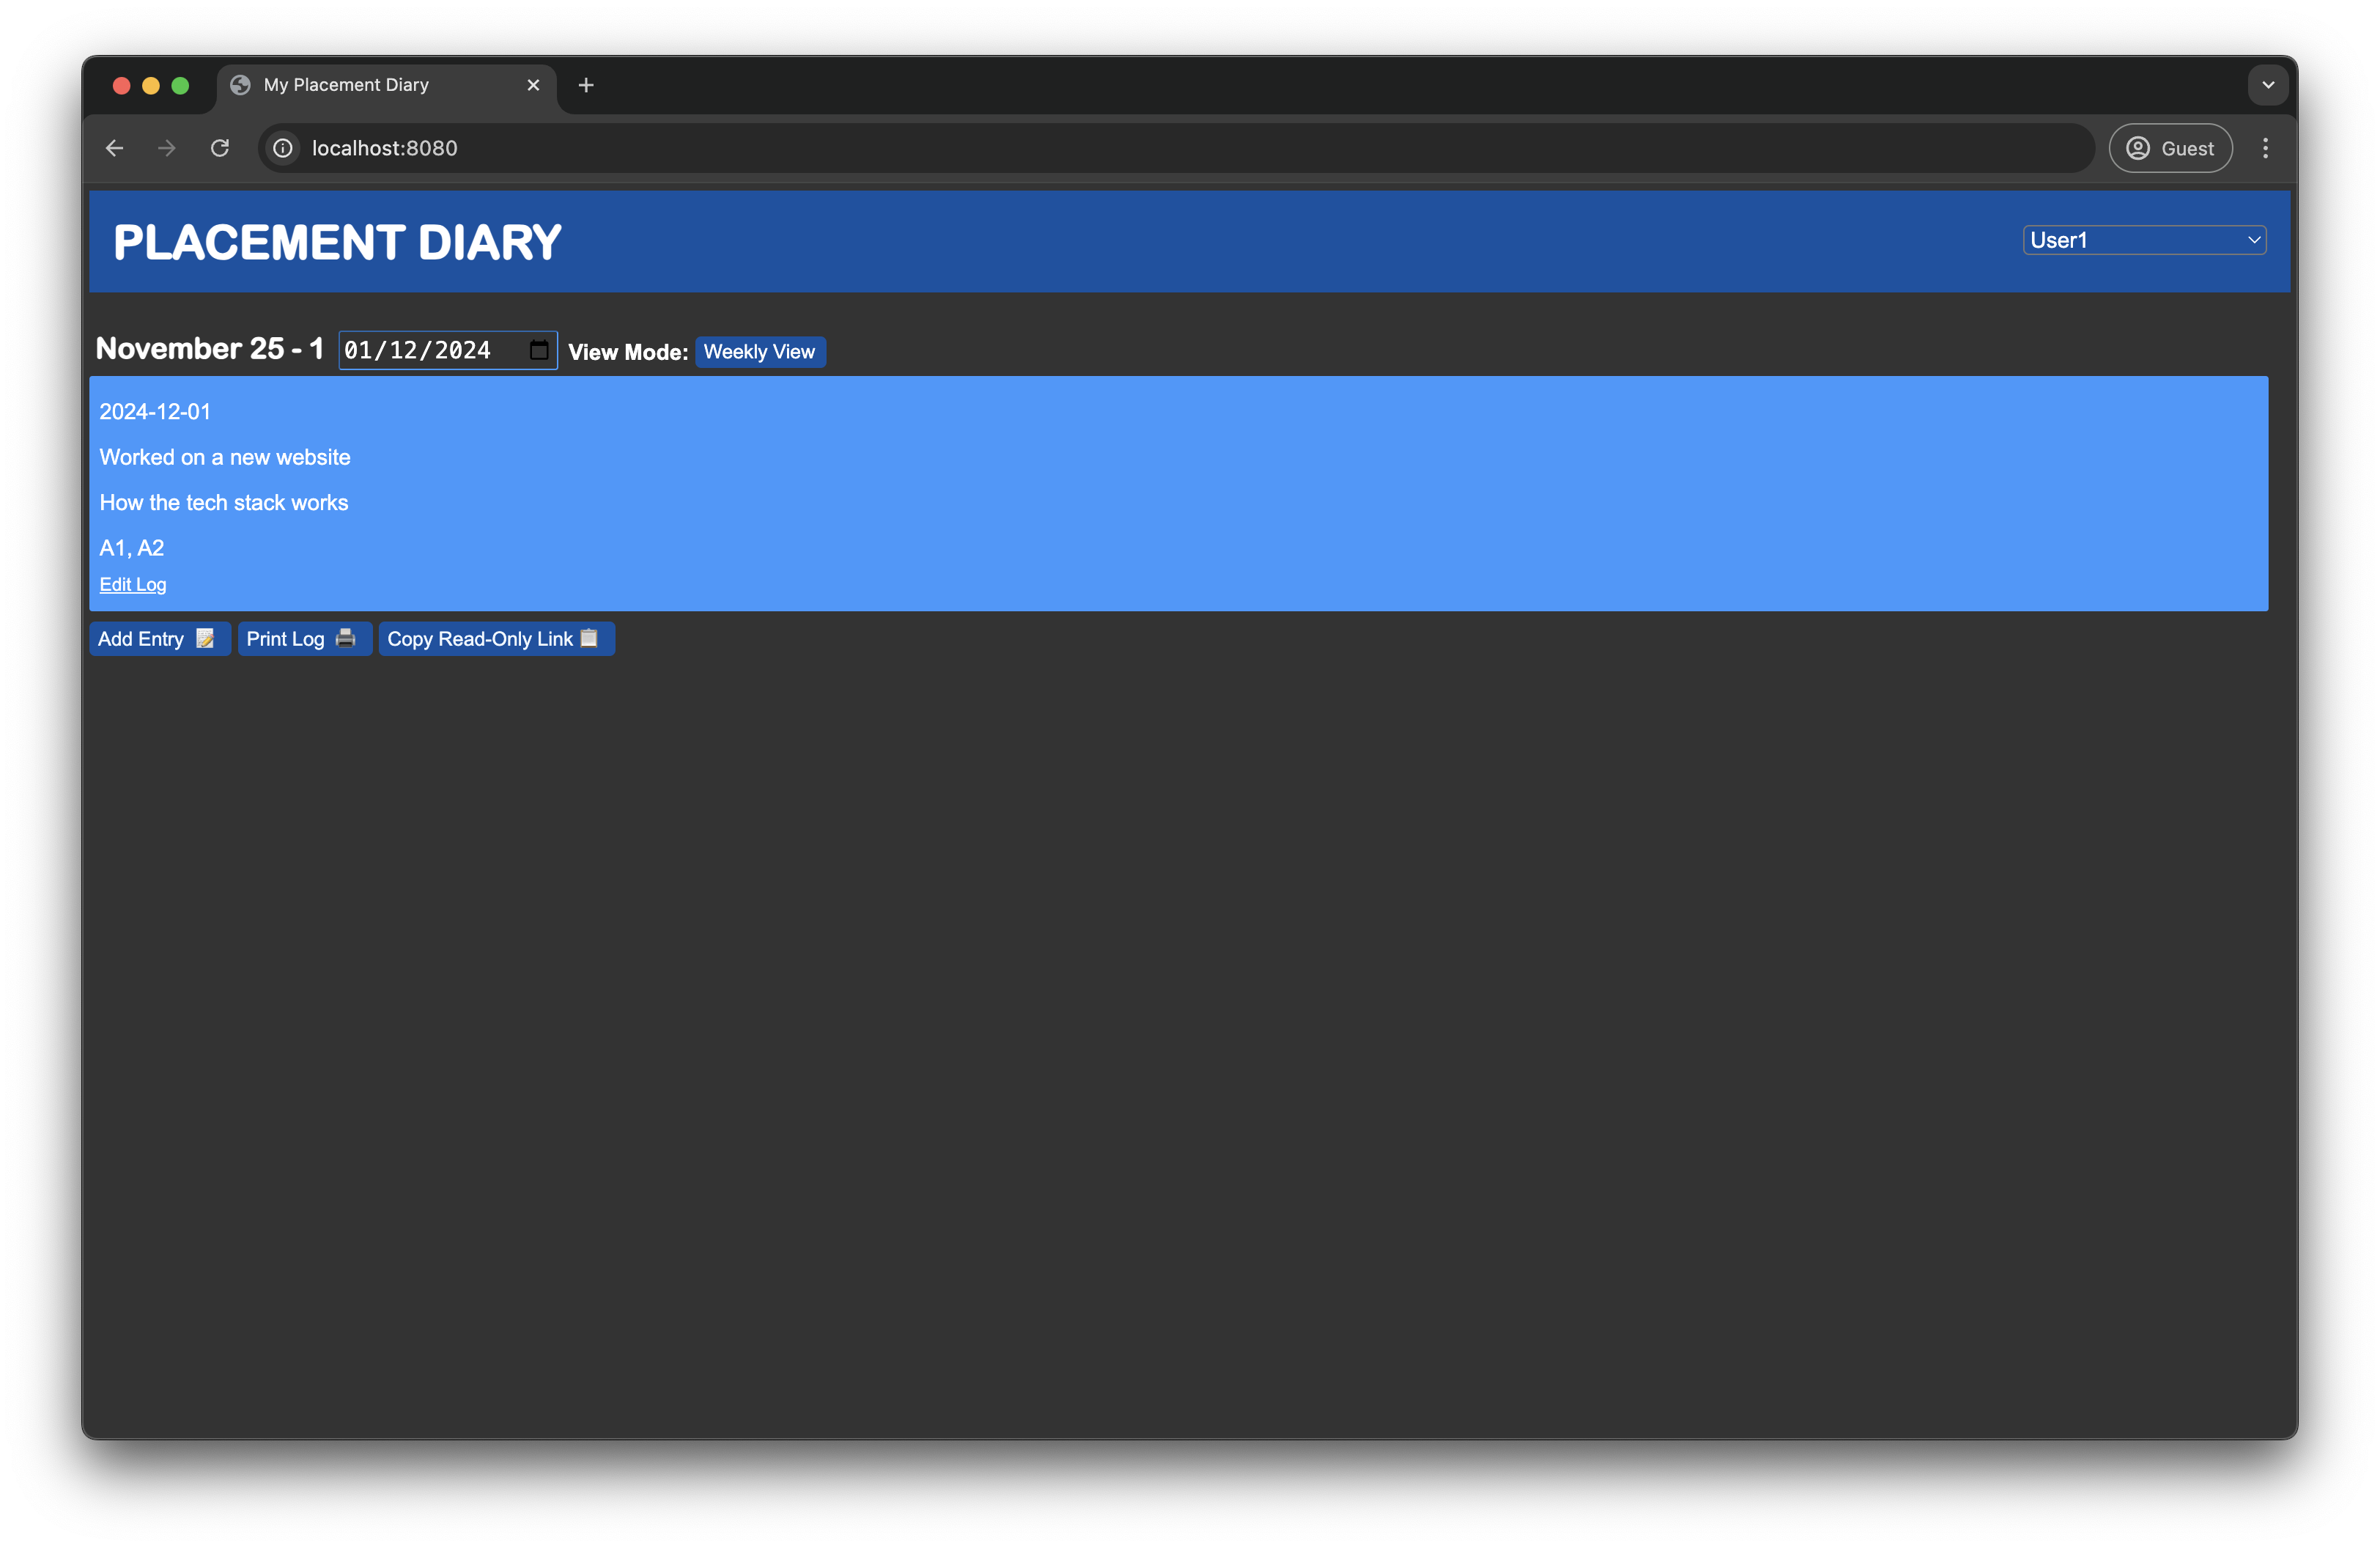 My Placement Diary
localhost:8080
Guest
PLACEMENT DIARY
User1
November 25 - 1 01/12/2024 View Mode: Weekly View
2024-12-01
Worked on a new website
How the tech stack works
A1, A2
Edit Log
Add Entry 📝 Print Log 🖨️ Copy Read-Only Link 📋